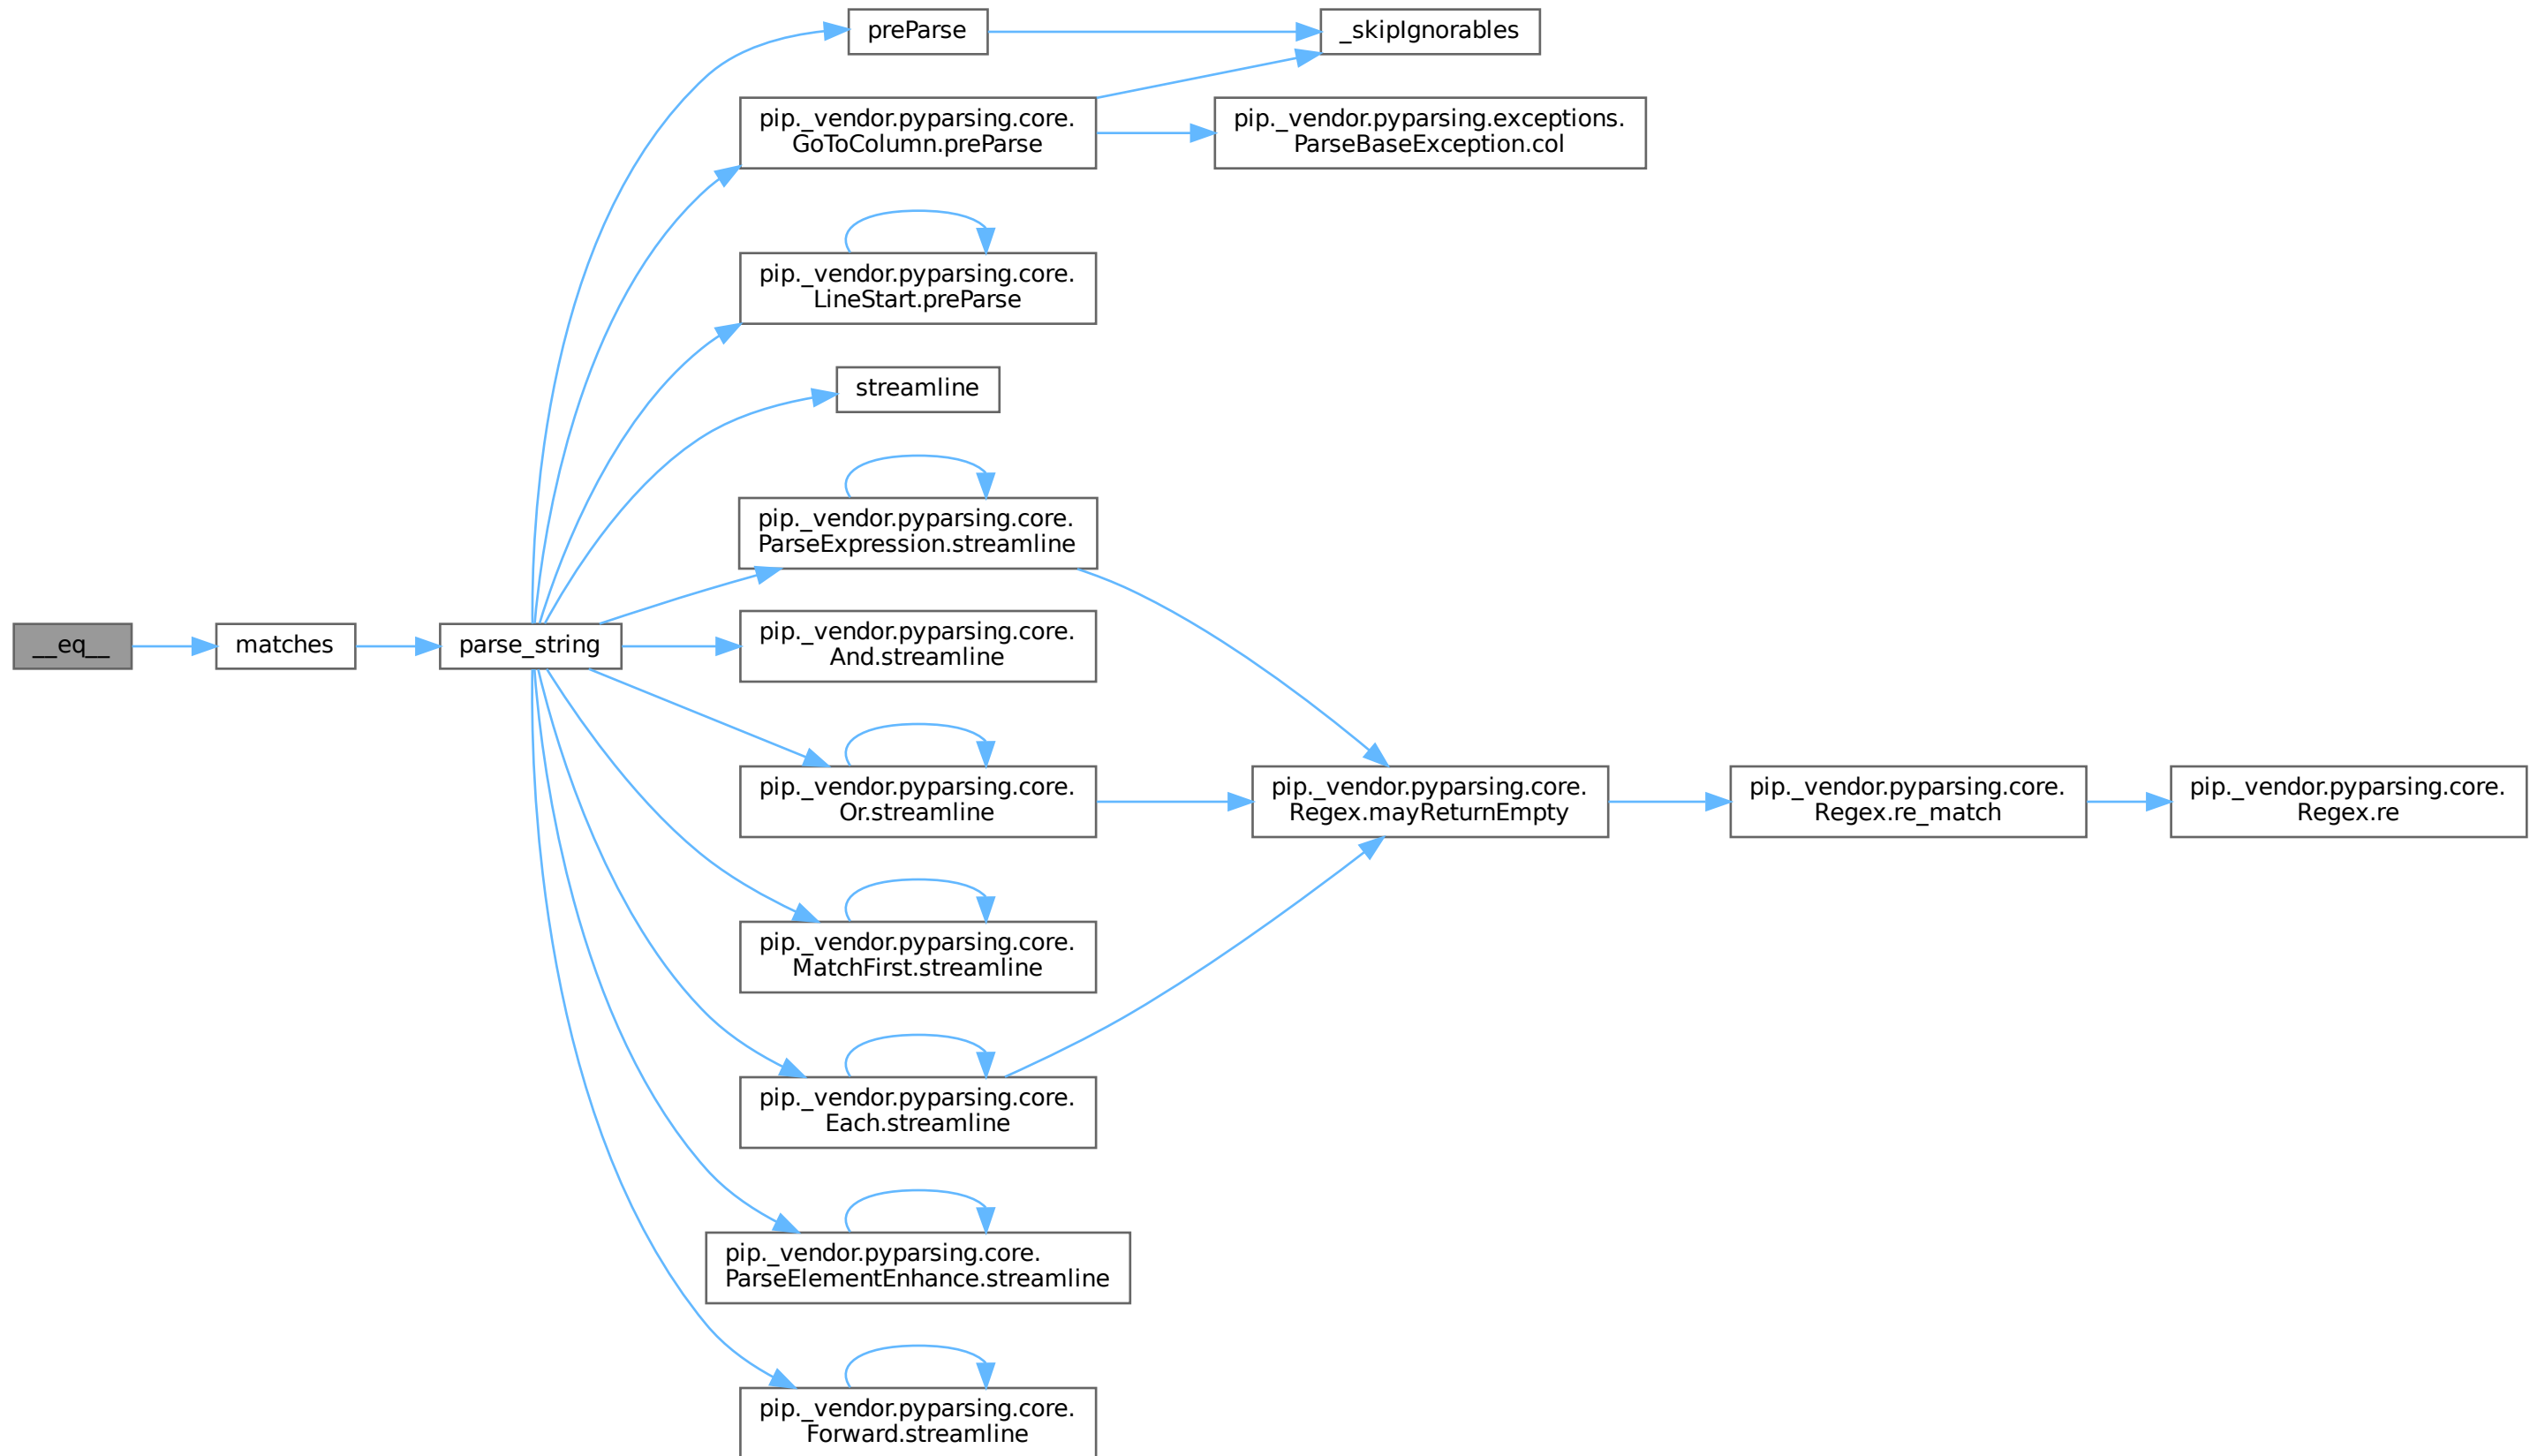 preParse
_skipIgnorables
pip._vendor.pyparsing.core.
GoToColumn.preParse
pip._vendor.pyparsing.exceptions.
ParseBaseException.col
pip._vendor.pyparsing.core.
LineStart.preParse
streamline
pip._vendor.pyparsing.core.
ParseExpression.streamline
__eq__
matches
parse_string
pip._vendor.pyparsing.core.
And.streamline
pip._vendor.pyparsing.core.
Or.streamline
pip._vendor.pyparsing.core.
Regex.mayReturnEmpty
pip._vendor.pyparsing.core.
Regex.re_match
pip._vendor.pyparsing.core.
Regex.re
pip._vendor.pyparsing.core.
MatchFirst.streamline
pip._vendor.pyparsing.core.
Each.streamline
pip._vendor.pyparsing.core.
ParseElementEnhance.streamline
pip._vendor.pyparsing.core.
Forward.streamline